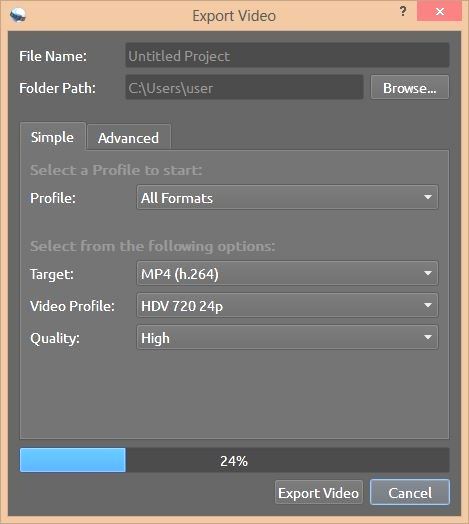 Export Video
?
File Name: Untitled Project
Folder Path: C:\Users\user Browse...
Simple Advanced
Select a Profile to start:
Profile: All Formats
Select from the following options:
Target: MP4 (h.264)
Video Profile: HDV 720 24p
Quality: High
24%
Export Video Cancel